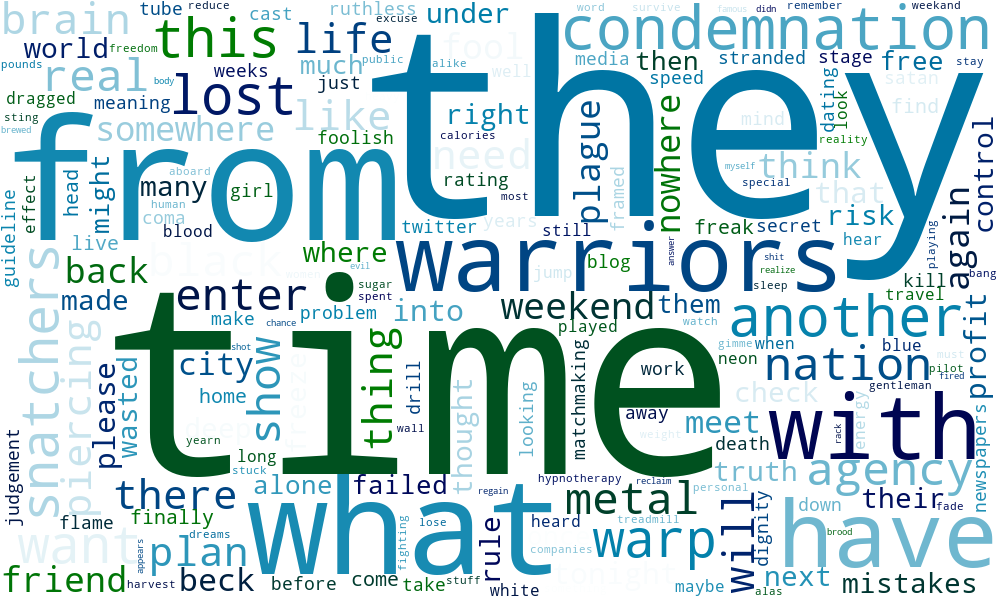 brain
tube
reduce
cast
ruthless
excuse
under
word
survive
famous
didn
remember
weekand
condemnation
world
freedom
this
life
fool
they
pounds
real
body
weeks
lost
much
public
just
alike
well
media
then
speed
stranded
stage
free
stay
satan
dragged
meaning
sting
brewed
somewhere
like
foolish
calories
right
need
plague
nowhere
mind
dating
look
reality
find
control
from
effect
head
might
many
aboard
human
coma
blood
girl
rating
most
years
framed
myself
special
think
that
risk
guideline
live
twitter
still
freak
secret
hear
playing
again
snatchers
back
black
where
evil
women
warriors
jump
blog
answer
shit
realize
sleep
kill
travel
bang
made
piercing
enter
sugar
spent
problem
into
weekend
them
watch
another
profit
make
chance
time
played
city
shot
show
freeze
thing
drill
wall
matchmaking
work
gimme
when
neon
nation
blue
must
pilot
fired
please
wasted
home
thought
looking
away
weight
check
gentleman
newspapers
judgement
yearn
deep
long
stuck
meet
death
rack
energy
with
there
alone
failed
regain
hypnotherapy
reclaim
metal
personal
truth
agency
flame
finally
what
lose
heard
treadmill
will
dignity
down
their
fade
want
plan
dreams
appears
fighting
rule
companies
warp
brood
have
friend
harvest
beck
before
come
take
stuff
white
tonight
maybe
alas
next
mistakes